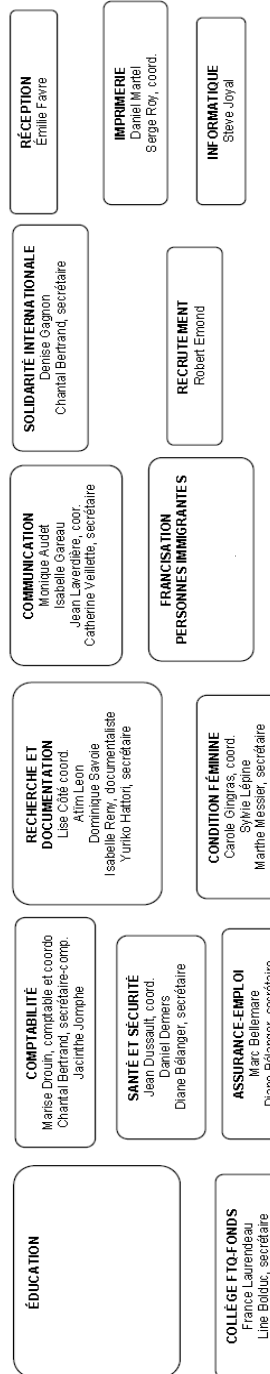 ÉDUCATION
COMPTABILITÉ
Marise Drouin, comptable et coordo
Chantal Bertrand, secrétaire-comp.
Jacinthe Jomphe
RECHERCHE ET
DOCUMENTATION
Lise Côté coord.
Atim Leon
Dominique Savoie
Isabelle Reny, documentaliste
Yuriko Hattori, secrétaire
COMMUNICATION
Monique Audet
Isabelle Gareau
Jean Laverdière, coor.
Catherine Veillette, secrétaire
SOLIDARITÉ INTERNATIONALE
Denise Gagnon
Chantal Bertrand, secrétaire
RÉCEPTION
Émilie Favre
SANTÉ ET SÉCURITÉ
Jean Dussault, coord.
Daniel Demers
Diane Bélanger, secrétaire
FRANCISATION
PERSONNES IMMIGRANTES
RECRUTEMENT
Robert Emond
IMPRIMERIE
Daniel Martel
Serge Roy, coord.
COLLÈGE FTQ-FONDS
France Laurendeau
Line Bolduc, secrétaire
ASSURANCE-EMPLOI
Marc Bellemare
Diane Bélanger, secrétaire
CONDITION FÉMININE
Carole Gingras, coord.
Sylvie Lépine
Marthe Messier, secrétaire
INFORMATIQUE
Steve Joyal